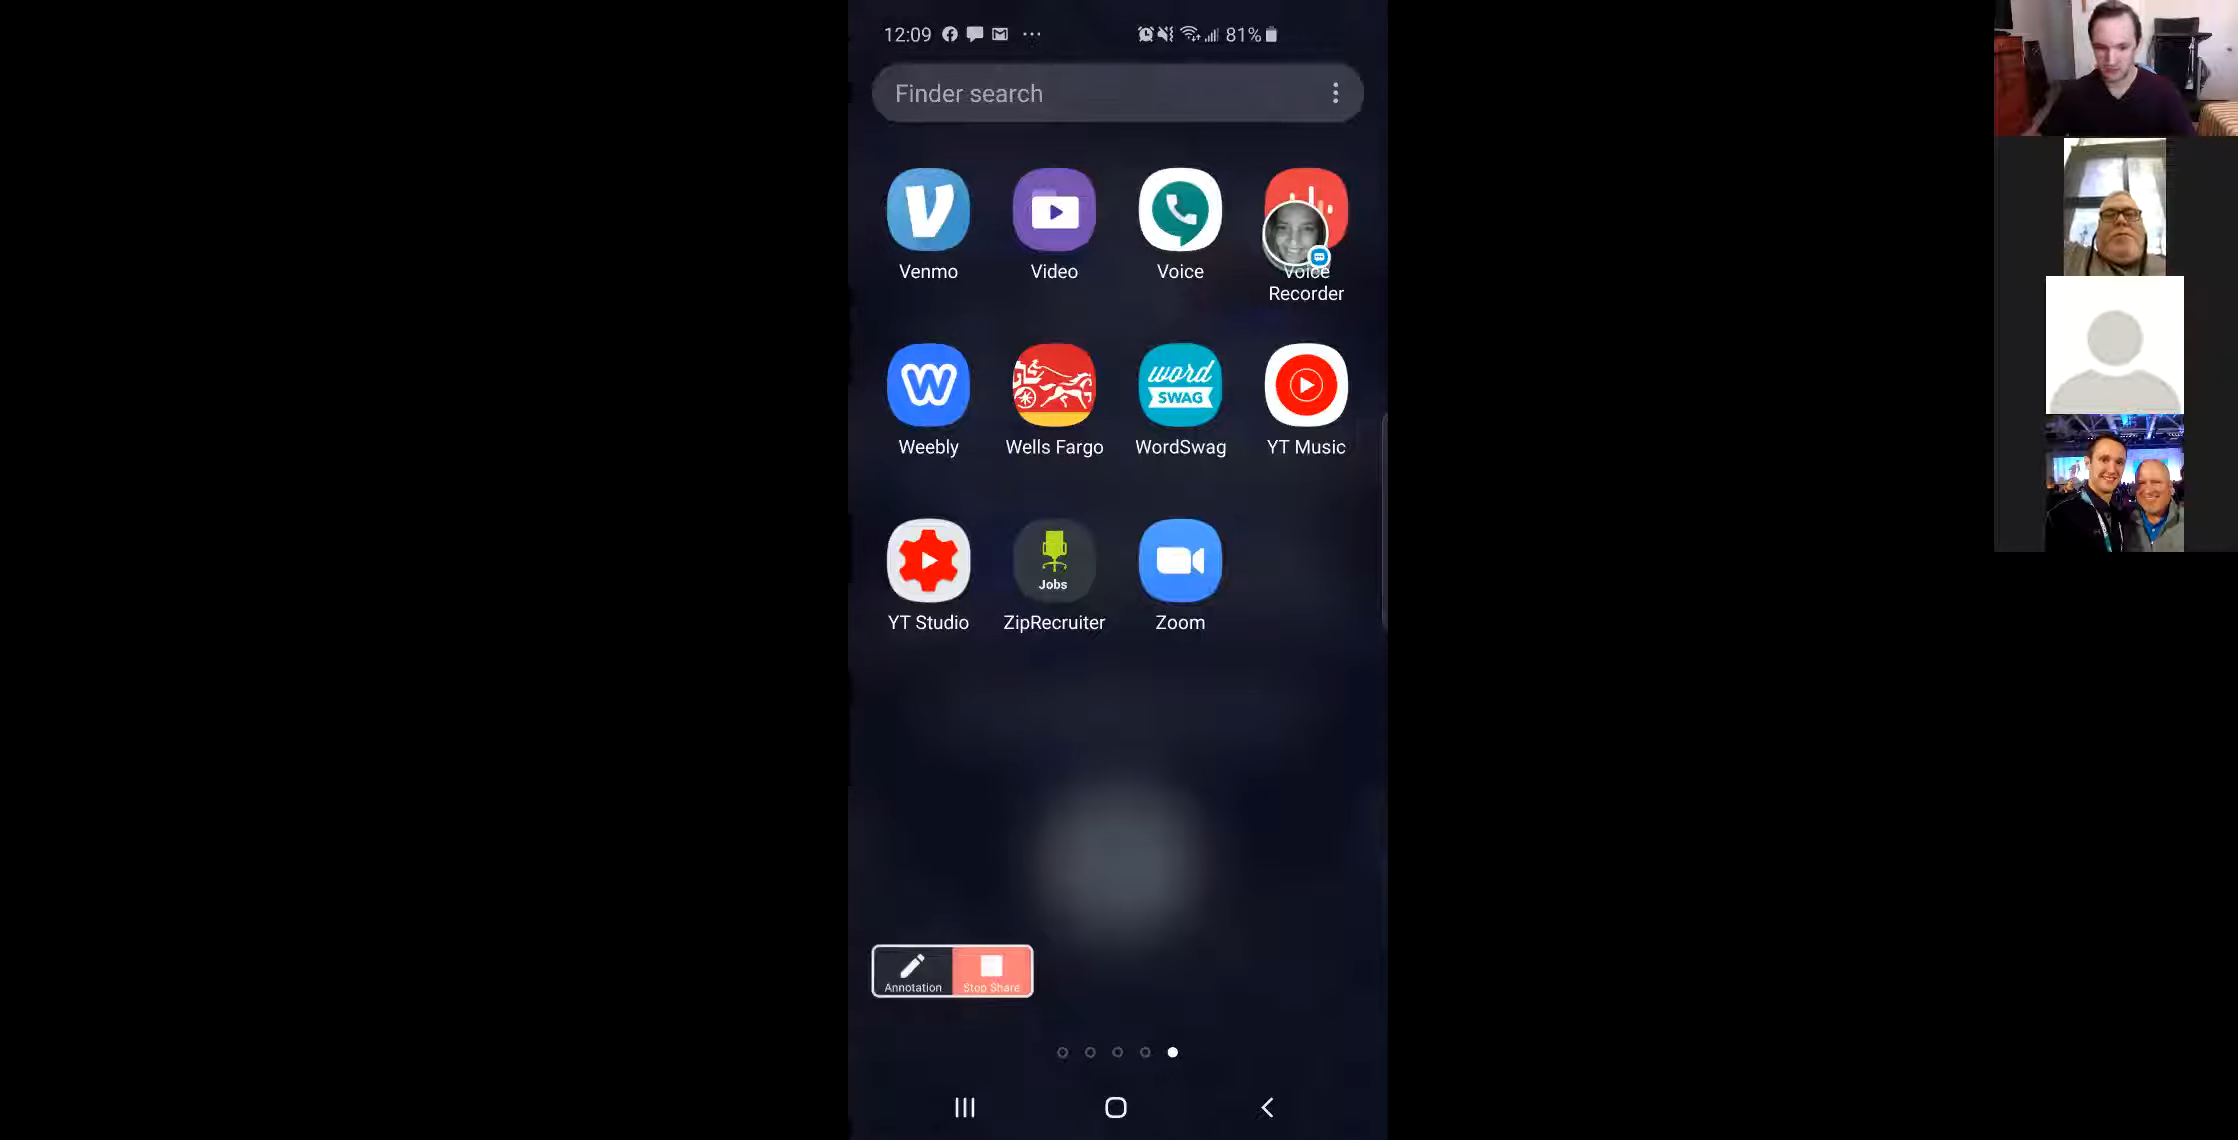 12:09
81%
Finder search
Venmo
Video
Voice
Voice
Recorder
W
word
SWAG
Weebly
Wells Fargo
WordSwag
YT Music
Jobs
YT Studio
ZipRecruiter
Zoom
Annotation
Stop Share